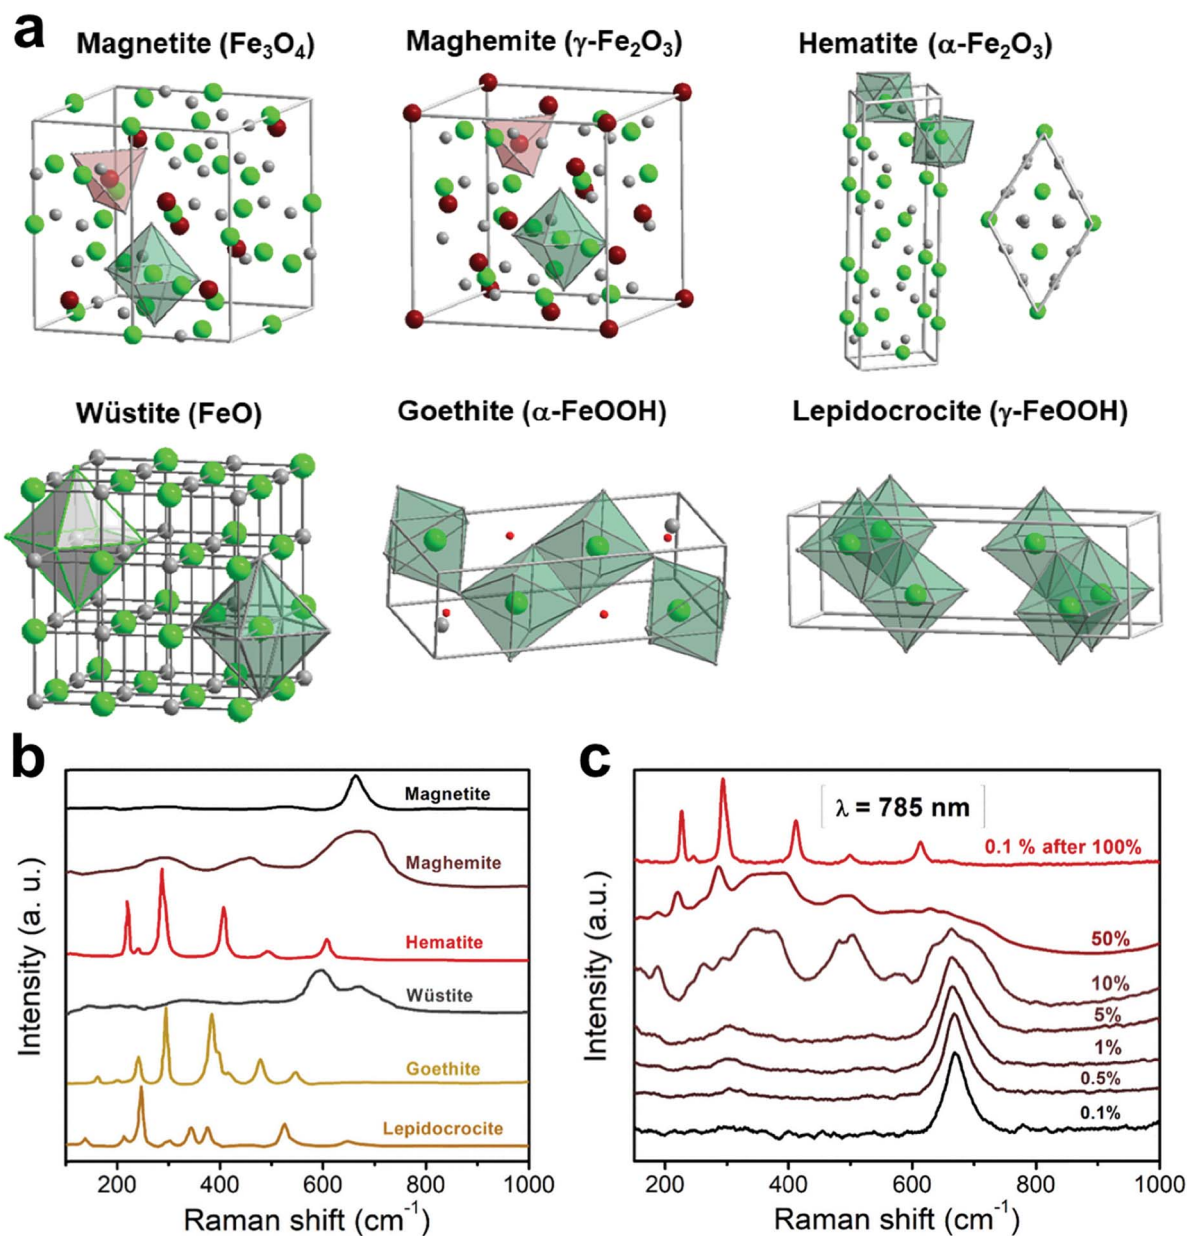 a
Magnetite (Fe₃O₄)
Maghemite (γ-Fe₂O₃)
Hematite (α-Fe₂O₃)
Wüstite (FeO)
Goethite (α-FeOOH)
Lepidocrocite (γ-FeOOH)
b
Intensity (a. u.)
Magnetite
Maghemite
Hematite
Wüstite
Goethite
Lepidocrocite
200 400 600 800 1000
Raman shift (cm⁻¹)
c
Intensity (a.u.)
λ = 785 nm
0.1 % after 100%
50%
10%
5%
1%
0.5%
0.1%
200 400 600 800 1000
Raman shift (cm⁻¹)